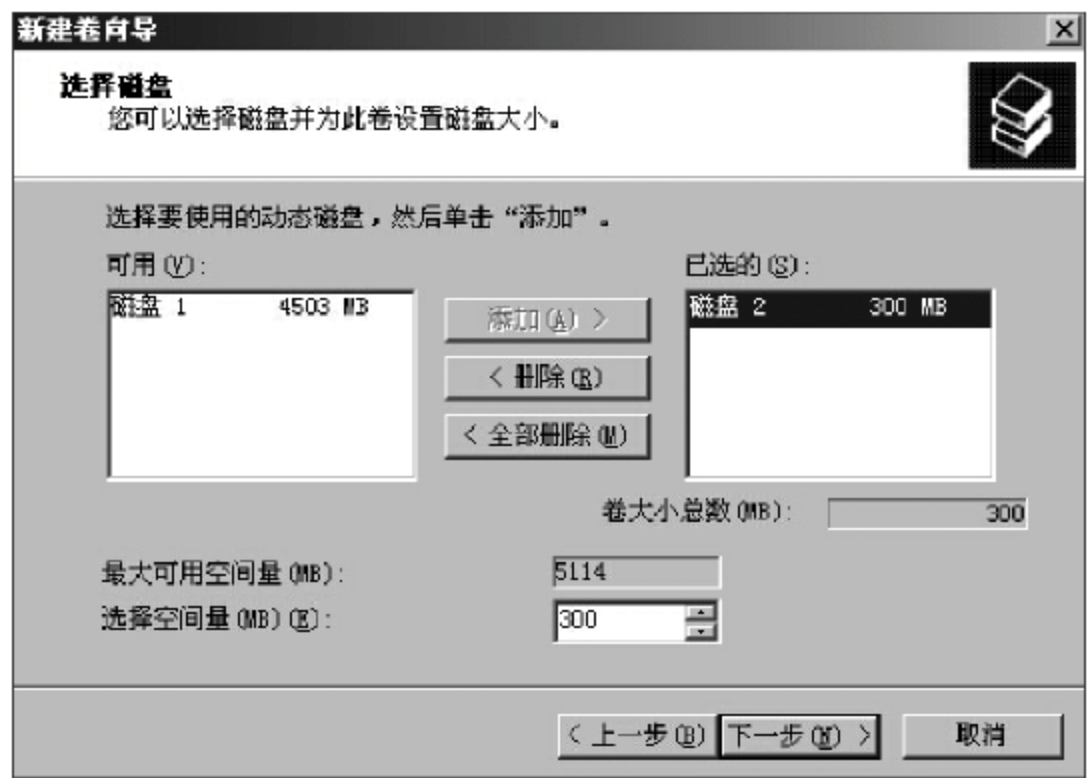 新建卷向导
选择磁盘
您可以选择磁盘并为此卷设置磁盘大小。
选择要使用的动态磁盘，然后单击“添加”。
可用(V): 已选的(S):
磁盘 1 4503 MB 添加(A) > 磁盘 2 300 MB
< 删除(R)
< 全部删除(M)
卷大小总数(MB): 300
最大可用空间量(MB): 5114
选择空间量(MB)(E): 300
< 上一步(B) 下一步(N) > 取消